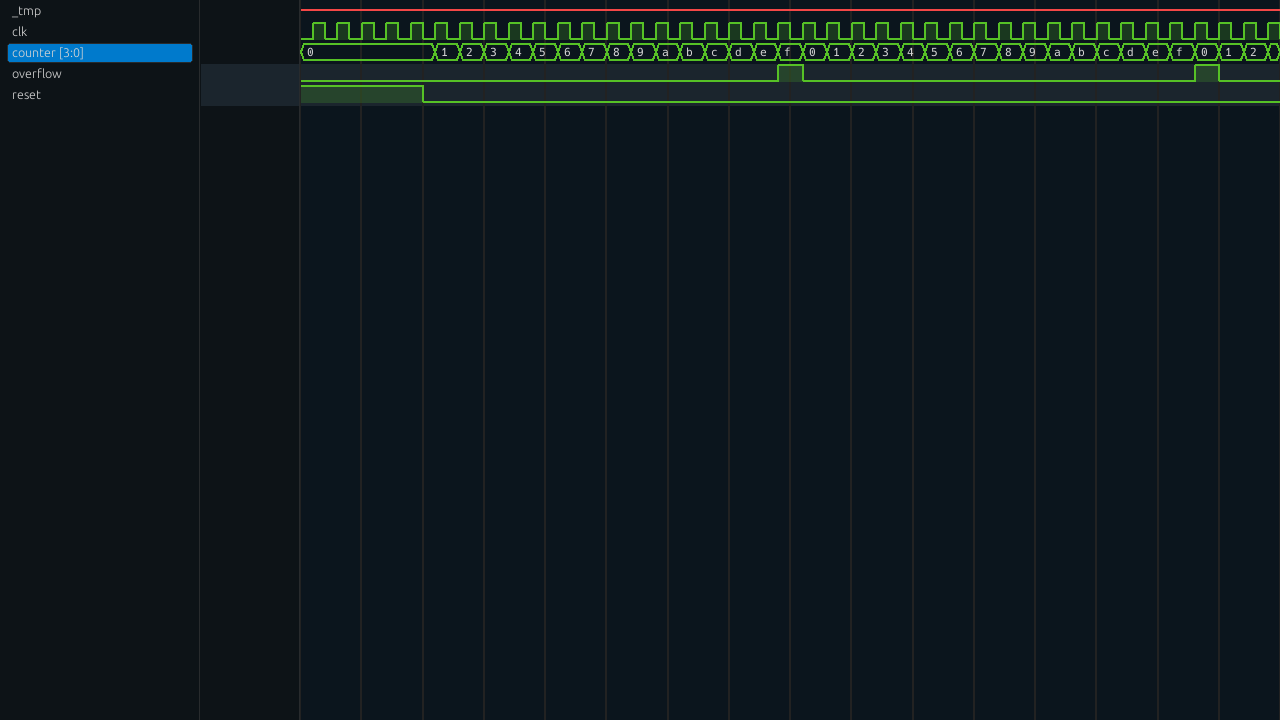 _tmp
clk
counter [3:0]
0 1 2 3 4 5 6 7 8 9 a b c d e f 0 1 2 3 4 5 6 7 8 9 a b c d e f 0 1 2
overflow
reset